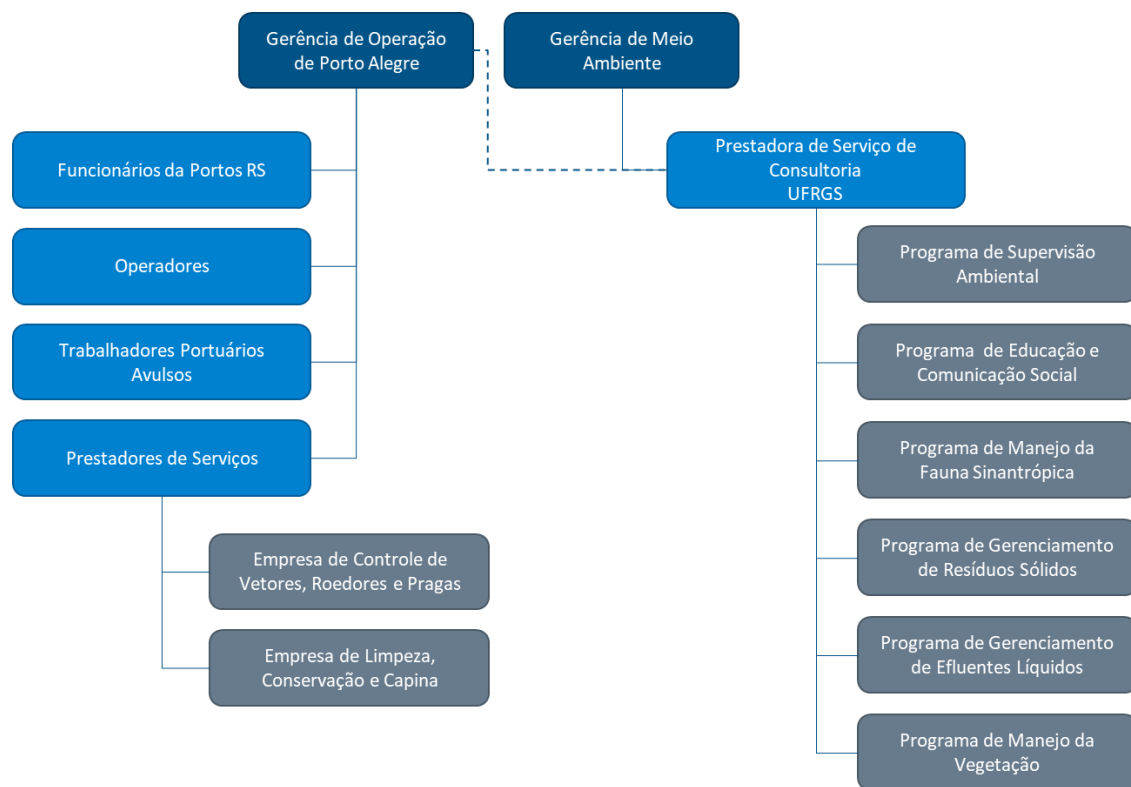 Gerência de Operação
de Porto Alegre
Gerência de Meio
Ambiente
Funcionários da Portos RS
Operadores
Trabalhadores Portuários
Avulsos
Prestadores de Serviços
Empresa de Controle de
Vetores, Roedores e Pragas
Empresa de Limpeza,
Conservação e Capina
Prestadora de Serviço de
Consultoria
UFRGS
Programa de Supervisão
Ambiental
Programa de Educação e
Comunicação Social
Programa de Manejo da
Fauna Sinantrópica
Programa de Gerenciamento
de Resíduos Sólidos
Programa de Gerenciamento
de Efluentes Líquidos
Programa de Manejo da
Vegetação